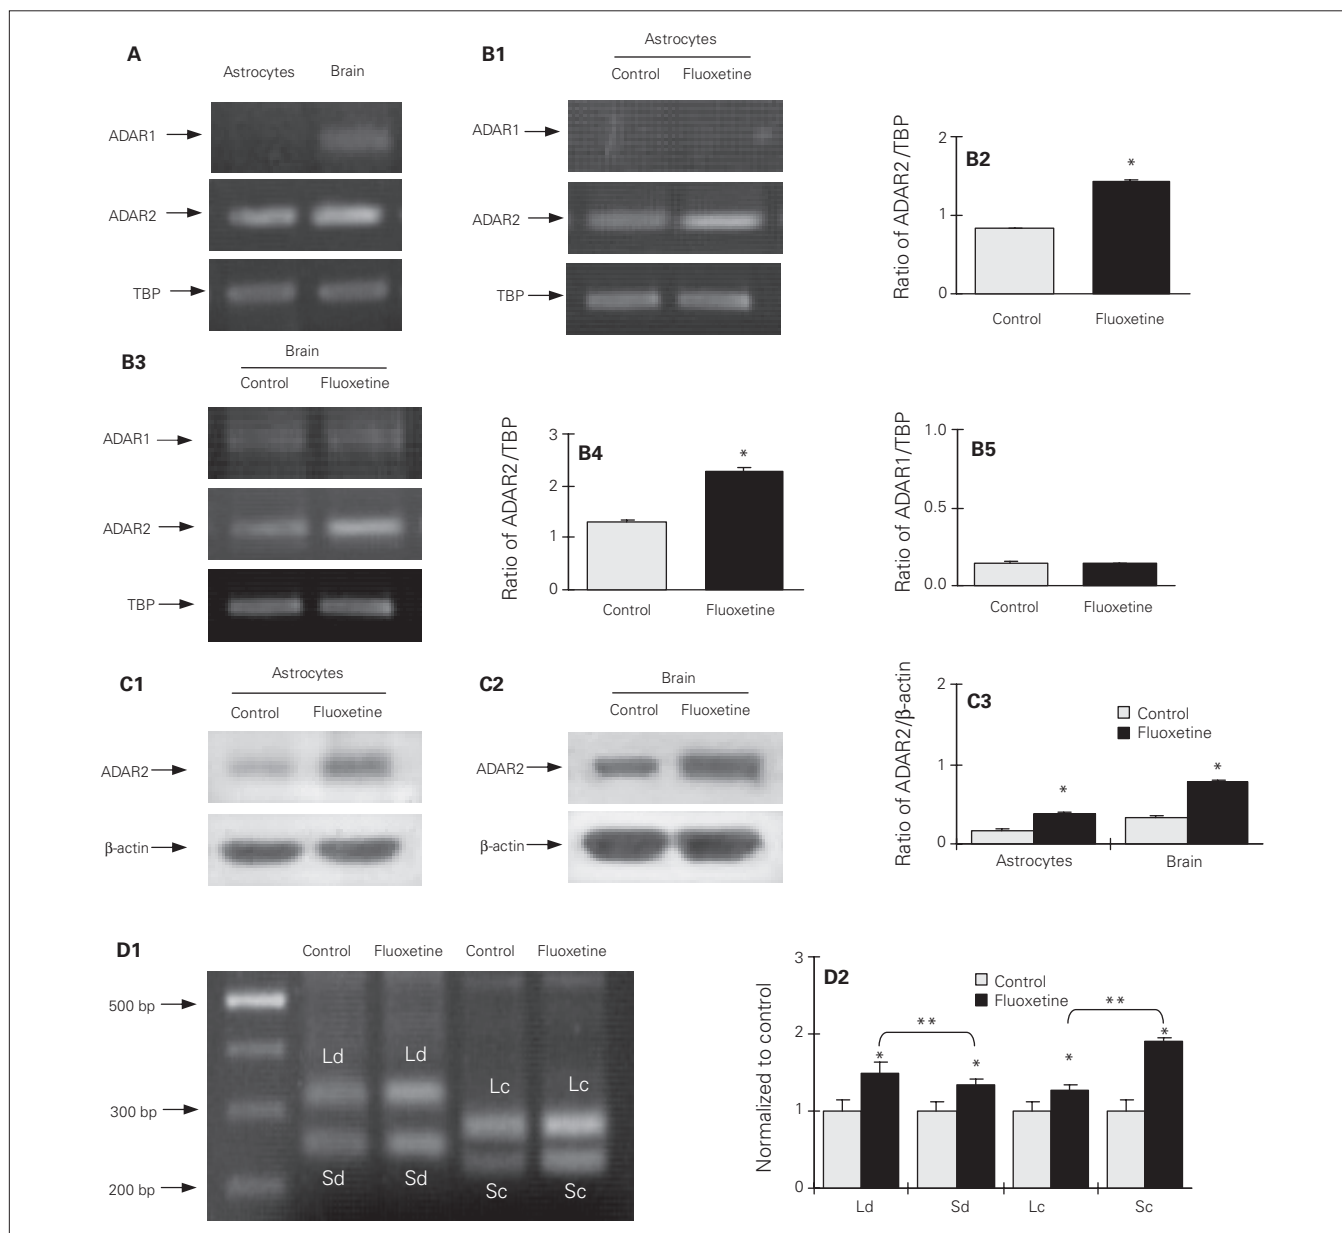 A
Astrocytes Brain
ADAR1
ADAR2
TBP
B1
Astrocytes
Control Fluoxetine
ADAR1
ADAR2
TBP
B2
Ratio of ADAR2/TBP
2
1
0
*
Control Fluoxetine
B3
Brain
Control Fluoxetine
ADAR1
ADAR2
TBP
B4
Ratio of ADAR2/TBP
3
2
1
0
*
Control Fluoxetine
B5
Ratio of ADAR1/TBP
1.0
0.5
0.0
Control Fluoxetine
C1
Astrocytes
Control Fluoxetine
ADAR2
β-actin
C2
Brain
Control Fluoxetine
ADAR2
β-actin
C3
Ratio of ADAR2/β-actin
2
1
0
Control
Fluoxetine
* *
Astrocytes Brain
D1
Control Fluoxetine Control Fluoxetine
500 bp
300 bp
200 bp
Ld Ld Lc Lc
Sd Sd Sc Sc
D2
Normalized to control
3
2
1
0
Control
Fluoxetine
** **
* * * *
Ld Sd Lc Sc